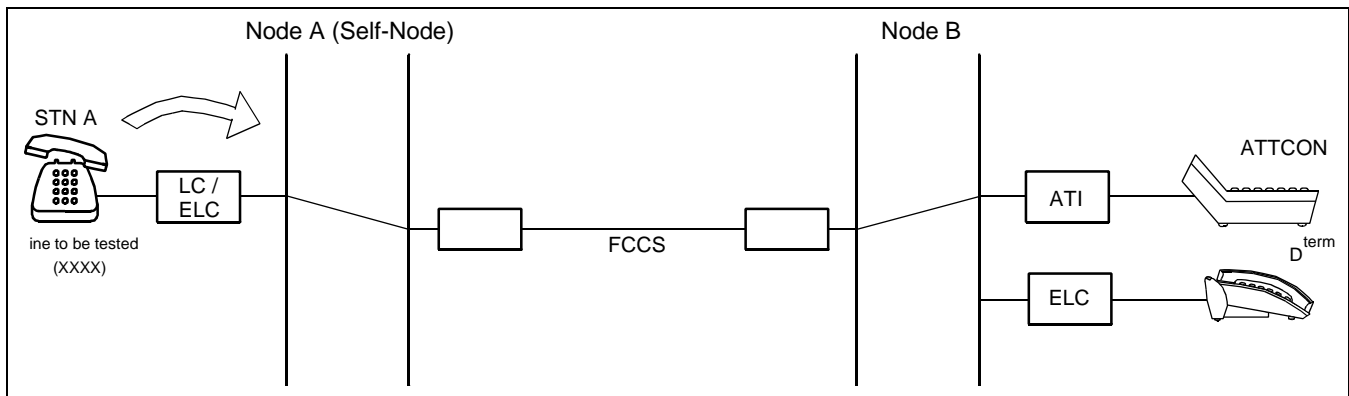 Node A (Self-Node)
Node B
STN A
LC /
ELC
ine to be tested
(XXXX)
FCCS
ATI
ATTCON
D term
ELC